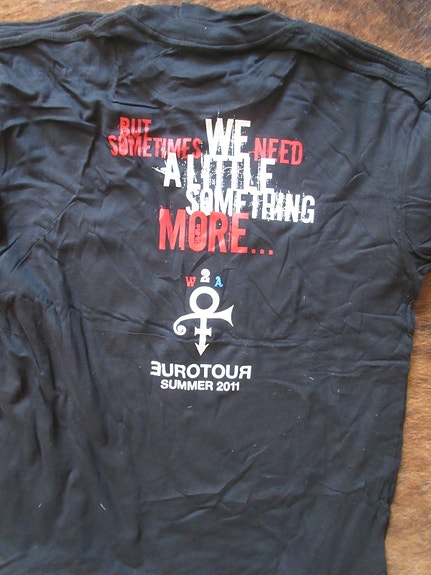 BUT
SOMETIMES WE NEED
A LITTLE
SOMETHING
MORE...
W 2 A
EUROTOUR
SUMMER 2011